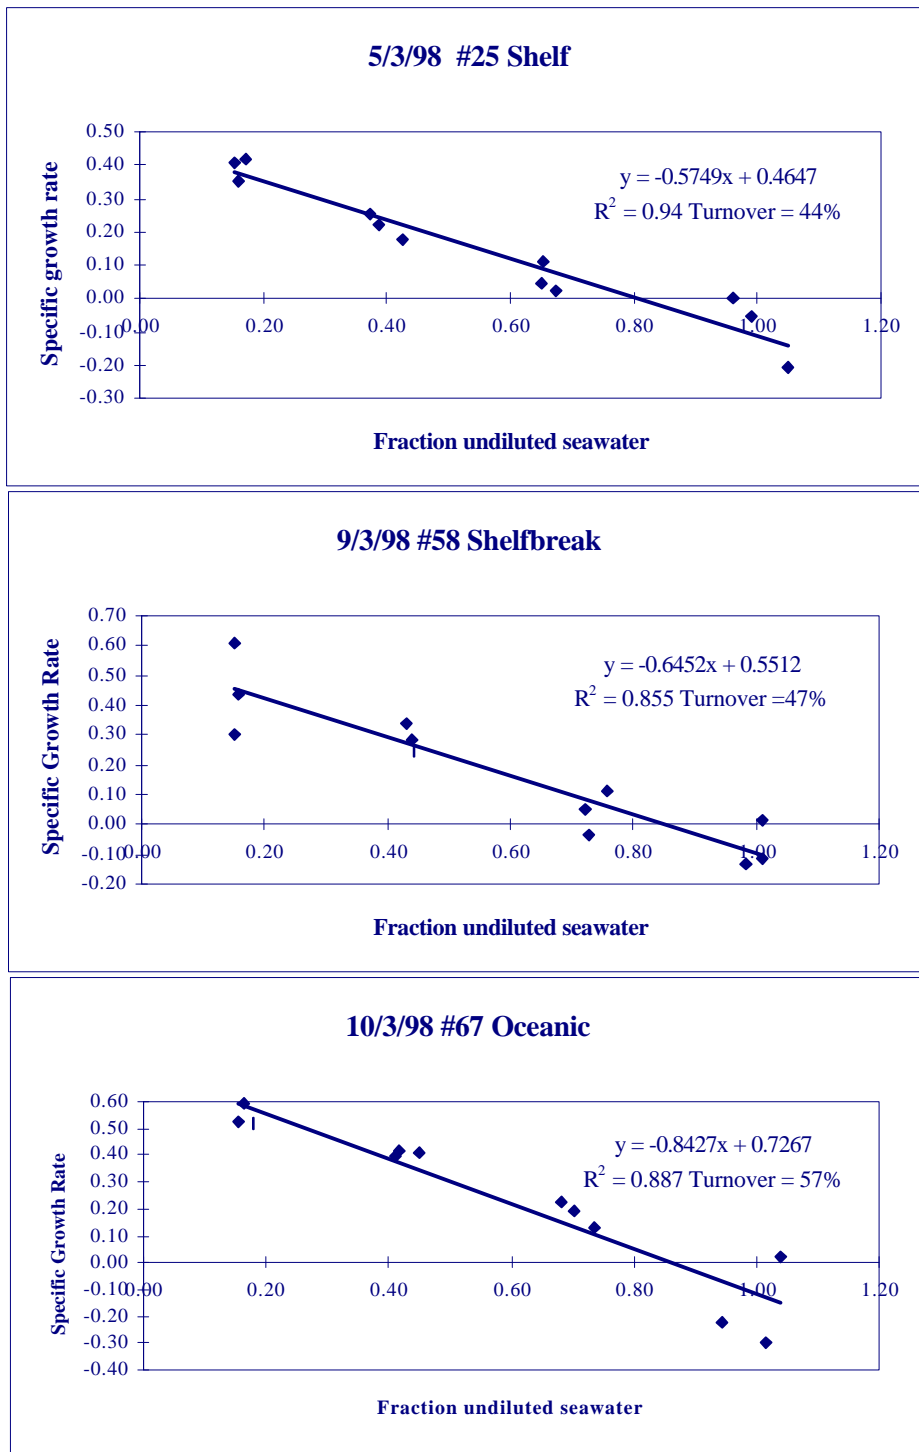 5/3/98 #25 Shelf
0.50
0.40
0.30
0.20
0.10
0.00
-0.10
-0.20
-0.30
Specific growth rate
y = -0.5749x + 0.4647
R² = 0.94 Turnover = 44%
0.00 0.20 0.40 0.60 0.80 1.00 1.20
Fraction undiluted seawater
9/3/98 #58 Shelfbreak
0.70
0.60
0.50
0.40
0.30
0.20
0.10
0.00
-0.10
-0.20
Specific Growth Rate
y = -0.6452x + 0.5512
R² = 0.855 Turnover =47%
0.00 0.20 0.40 0.60 0.80 1.00 1.20
Fraction undiluted seawater
10/3/98 #67 Oceanic
0.60
0.50
0.40
0.30
0.20
0.10
0.00
-0.10
-0.20
-0.30
-0.40
Specific Growth Rate
y = -0.8427x + 0.7267
R² = 0.887 Turnover = 57%
0.00 0.20 0.40 0.60 0.80 1.00 1.20
Fraction undiluted seawater